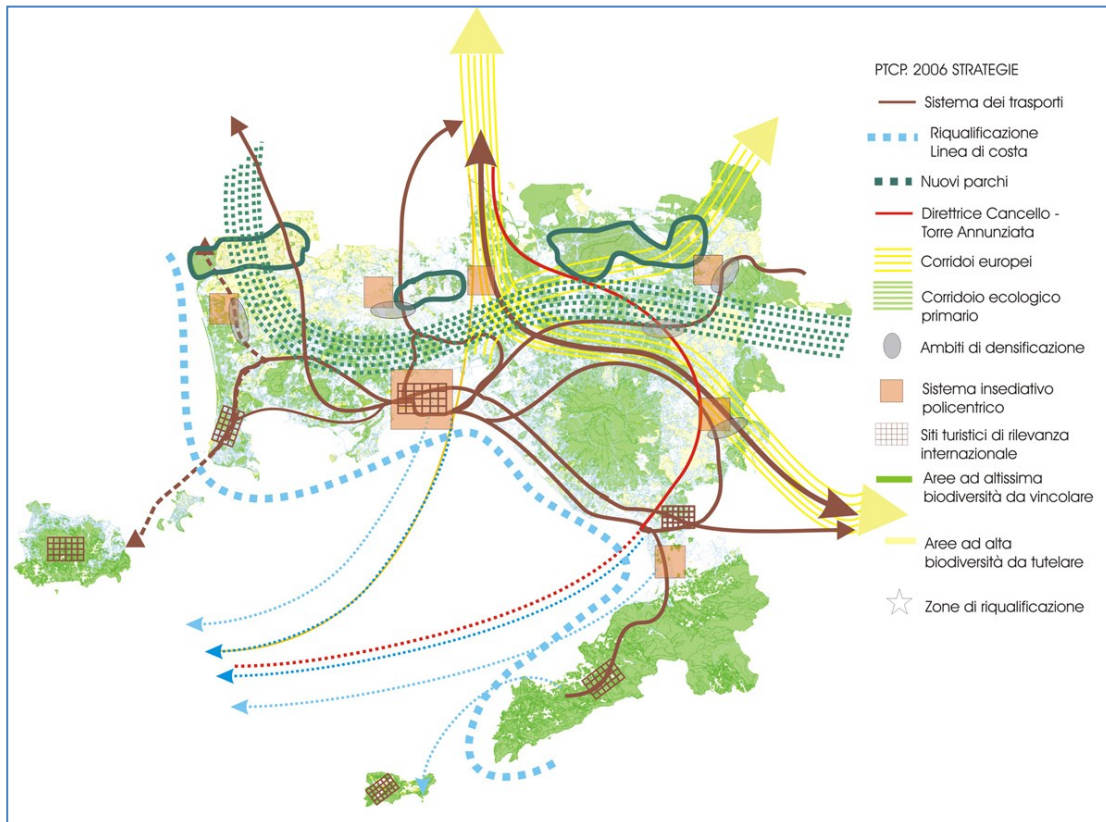 PTCP. 2006 STRATEGIE
Sistema dei trasporti
Riqualificazione
Linea di costa
Nuovi parchi
Direttrice Cancello -
Torre Annunziata
Corridoi europei
Corridoio ecologico
primario
Ambiti di densificazione
Sistema insediativo
policentrico
Siti turistici di rilevanza
internazionale
Aree ad altissima
biodiversità da vincolare
Aree ad alta
biodiversità da tutelare
Zone di riqualificazione